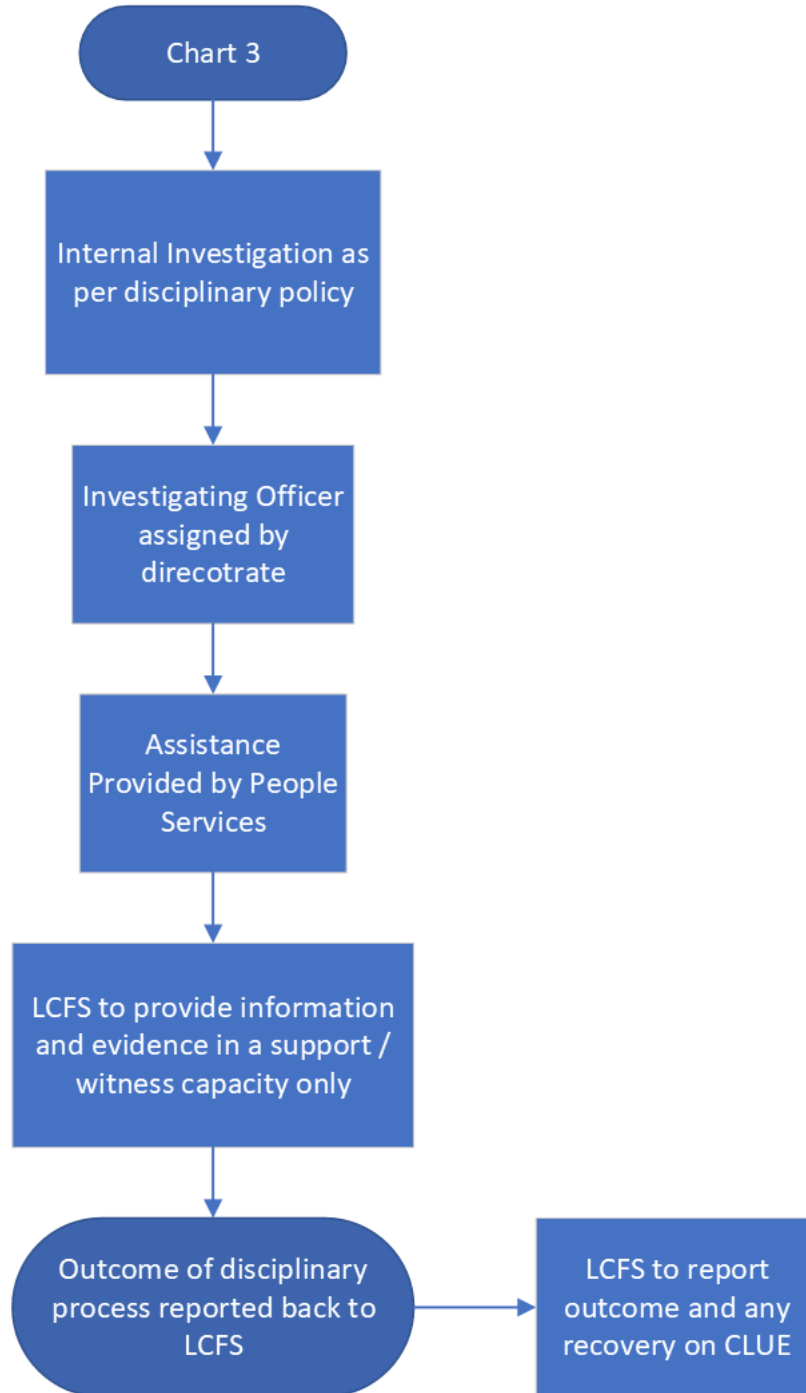 Chart 3
Internal Investigation as
per disciplinary policy
Investigating Officer
assigned by
direcotrate
Assistance
Provided by People
Services
LCFS to provide information
and evidence in a support /
witness capacity only
Outcome of disciplinary
process reported back to
LCFS
LCFS to report
outcome and any
recovery on CLUE